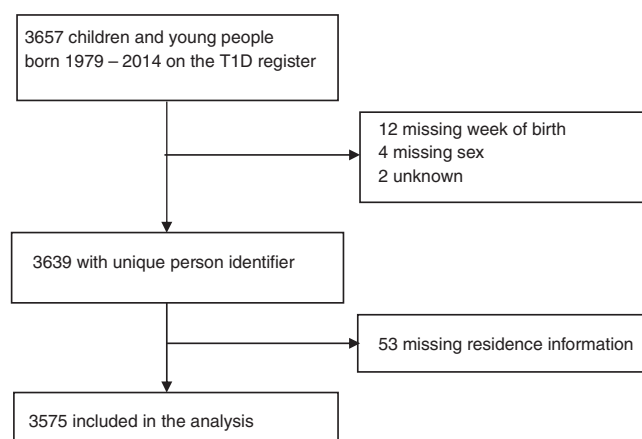 3657 children and young people
born 1979 – 2014 on the T1D register
12 missing week of birth
4 missing sex
2 unknown
3639 with unique person identifier
53 missing residence information
3575 included in the analysis